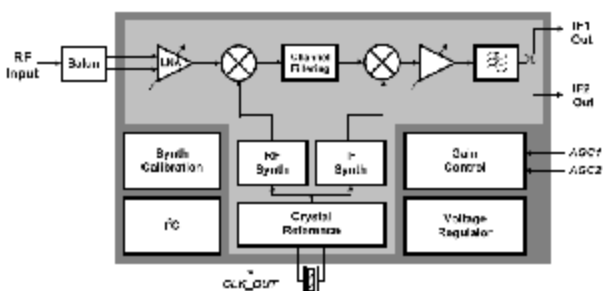 RF
Input
Balun
LNA
Channel
Filtering
IF1
Out
IF2
Out
Synth
Calibration
RF
Synth
IF
Synth
Gain
Control
AGC1
AGC2
I²C
Crystal
Reference
Voltage
Regulator
CLK_OUT